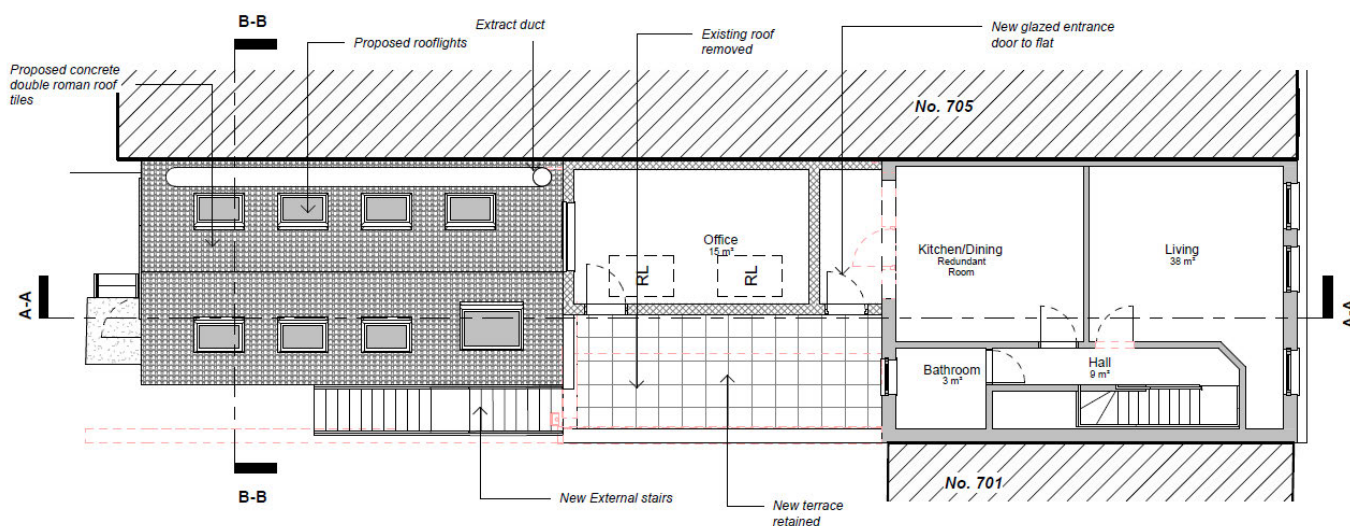 B-B
Extract duct
Proposed rooflights
Existing roof
removed
New glazed entrance
door to flat
Proposed concrete
double roman roof
tiles
No. 705
Office
15 m²
RL
RL
Kitchen/Dining
Redundant
Room
Living
38 m²
A-A
A-A
Bathroom
3 m²
Hall
9 m²
B-B
New External stairs
New terrace
retained
No. 701